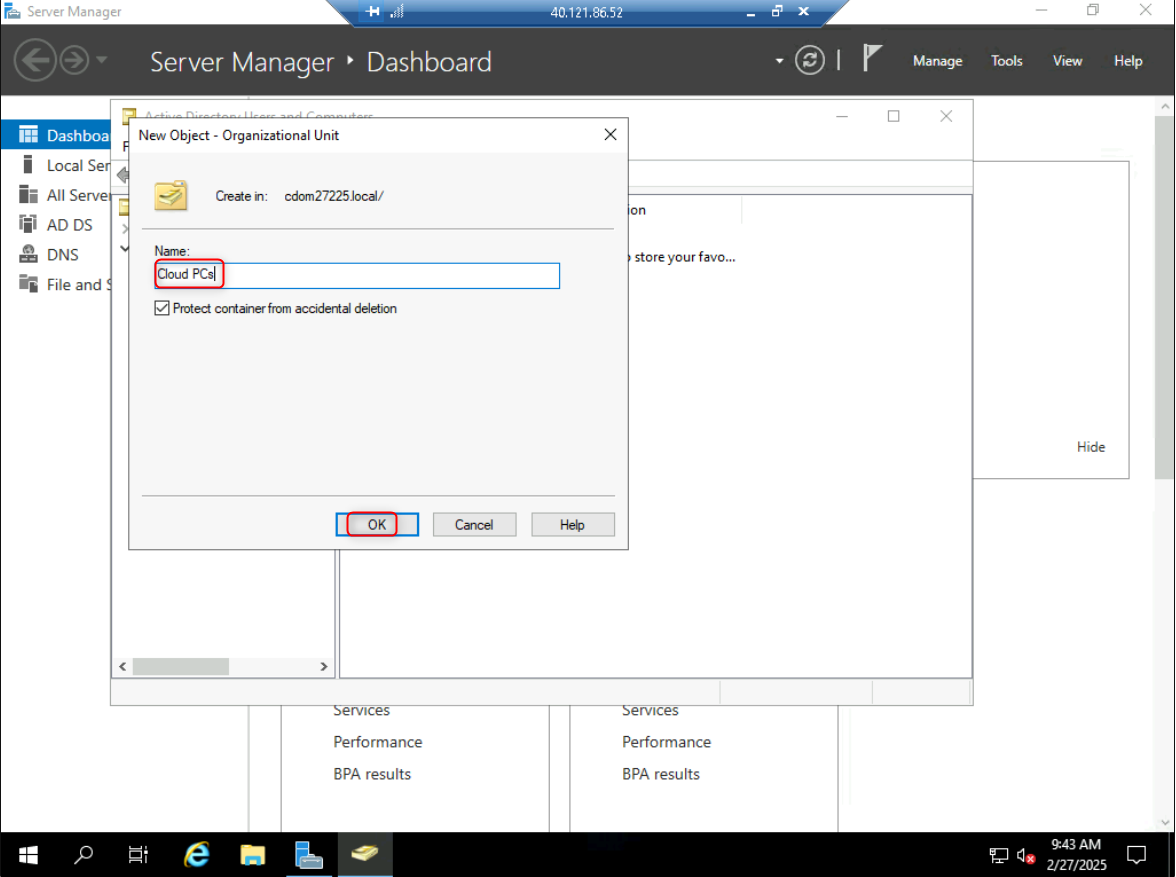 Server Manager
40.121.86.52
Server Manager ‣ Dashboard
Manage Tools View Help
Active Directory Users and Computers
New Object - Organizational Unit
Create in: cdom27225.local/
Name:
Cloud PCs
Protect container from accidental deletion
OK Cancel Help
Dashboa
Local Ser
All Server
AD DS
DNS
File and S
F
ion
store your favo...
Hide
Services
Performance
BPA results
Services
Performance
BPA results
9:43 AM
2/27/2025